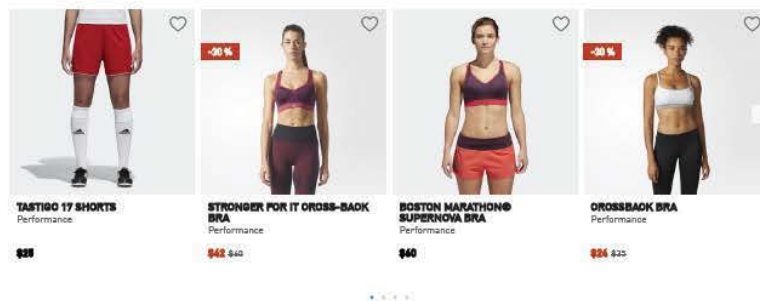 -30 %
-30 %
TASTIGO 17 SHORTS
Performance
$25
STRONGER FOR IT CROSS-BACK
BRA
Performance
$42 $60
BOSTON MARATHON®
SUPERNOVA BRA
Performance
$60
CROSSBACK BRA
Performance
$24 $35